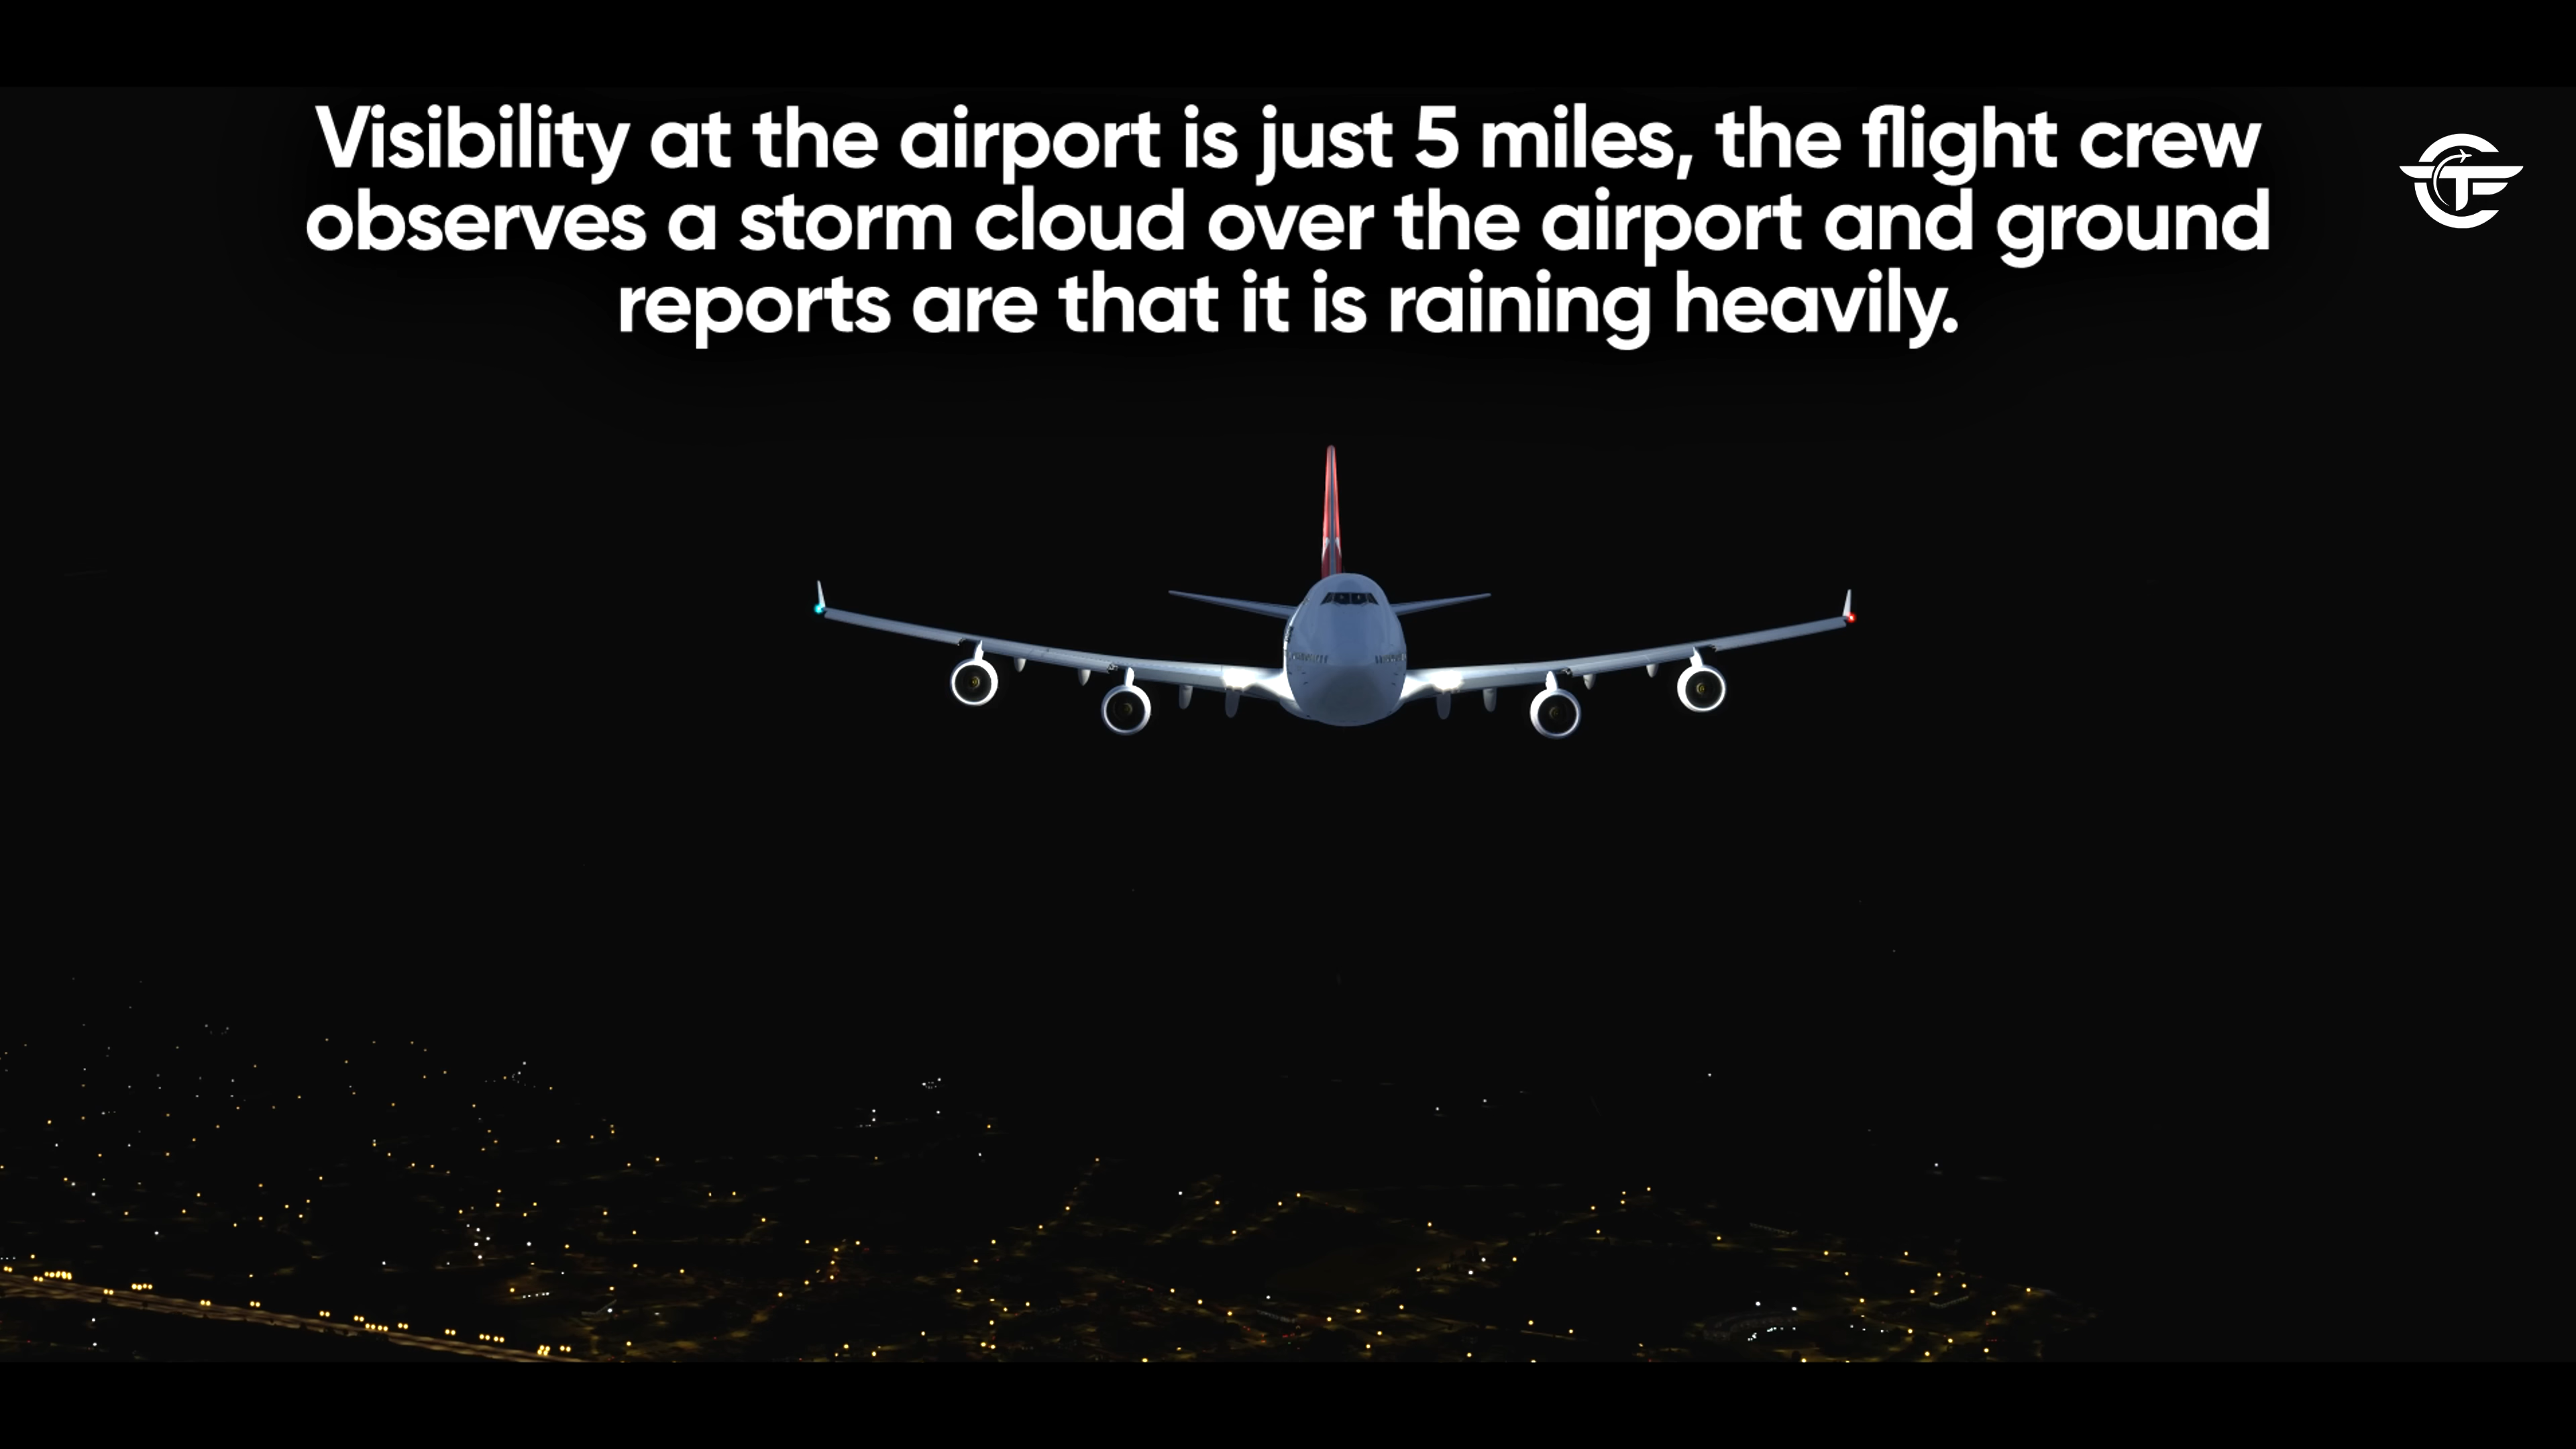 Visibility at the airport is just 5 miles, the flight crew
observes a storm cloud over the airport and ground
reports are that it is raining heavily.